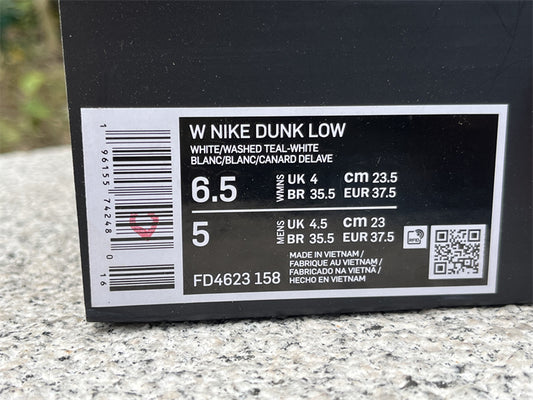 W NIKE DUNK LOW
WHITE/WASHED TEAL-WHITE
BLANC/BLANC/CANARD DELAVE
6.5 WMNS UK 4 cm 23.5
BR 35.5 EUR 37.5
5 MENS UK 4.5 cm 23
BR 35.5 EUR 37.5
MADE IN VIETNAM /
FABRIQUE AU VIETNAM /
FABRICADO NA VIETNÃ /
HECHO EN VIETNAM
FD4623 158
RFID
1 96155 74248 0 16